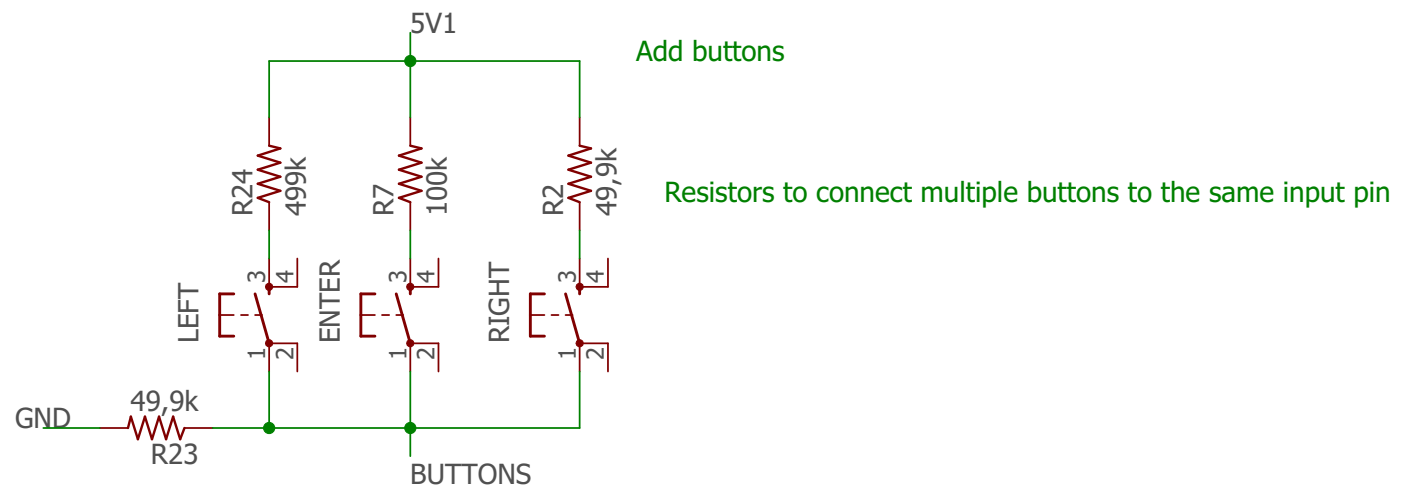 5V1
Add buttons
R24
499k
R7
100k
R2
49,9k
Resistors to connect multiple buttons to the same input pin
LEFT
3
4
1
2
ENTER
3
4
1
2
RIGHT
3
4
1
2
GND
49,9k
R23
BUTTONS